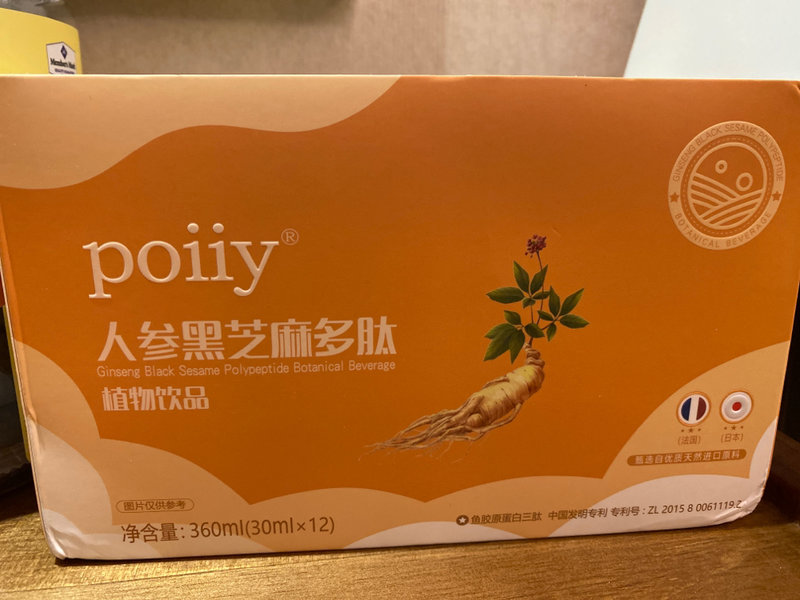 Member's Mark
GINSENG BLACK SESAME POLYPEPTIDE
BOTANICAL BEVERAGE
poiiy®
人参黑芝麻多肽
Ginseng Black Sesame Polypeptide Botanical Beverage
植物饮品
(法国) (日本)
甄选自优质天然进口原料
图片仅供参考
净含量: 360ml(30ml×12)
鱼胶原蛋白三肽 中国发明专利 专利号: ZL 2015 8 0061119.2